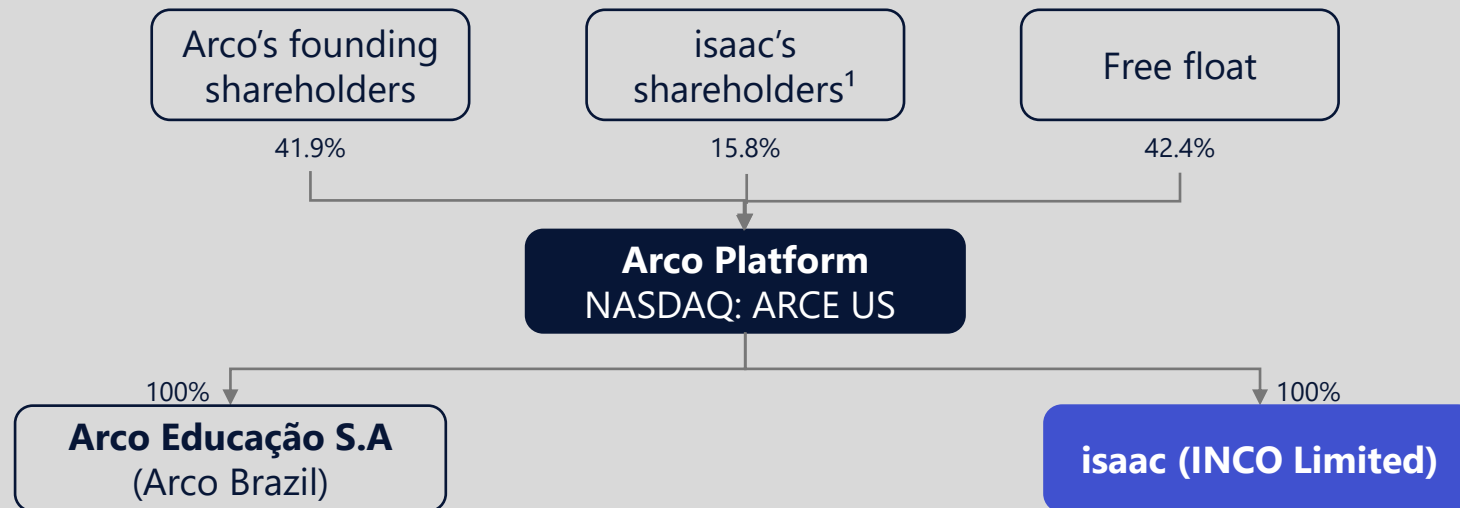 Arco's founding
shareholders
isaac's
shareholders¹
Free float
41.9%
15.8%
42.4%
Arco Platform
NASDAQ: ARCE US
100%
100%
Arco Educação S.A
(Arco Brazil)
isaac (INCO Limited)